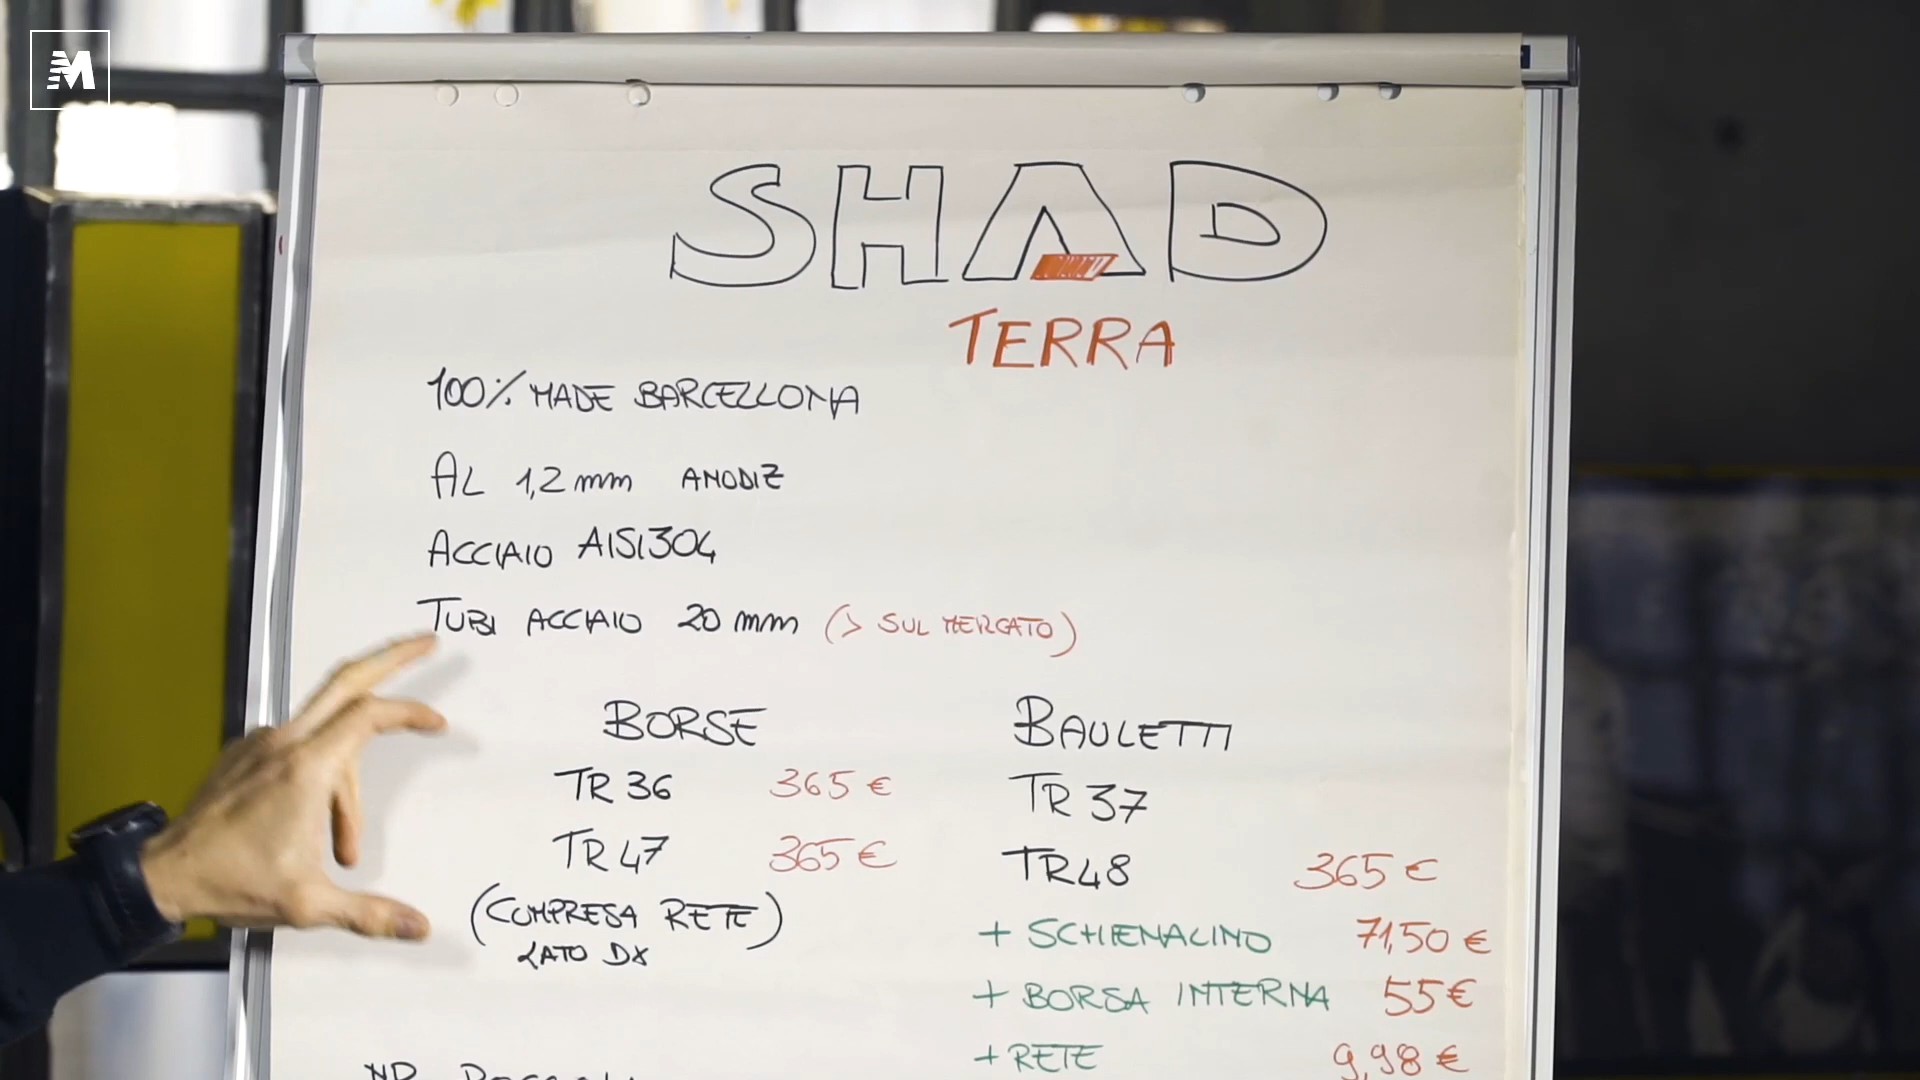 M
SHAD
TERRA
100% MADE BARCELLONA
AL 1,2 mm ANODIZ
ACCIAIO AISI304
TUBI ACCIAIO 20 mm (> SUL MERCATO)
BORSE
TR 36 365 €
TR 47 365 €
(COMPRESA RETE)
LATO DX
BAULETTI
TR 37
TR48 365 €
+ SCHIENALINO 71,50 €
+ BORSA INTERNA 55 €
+ RETE 9,98 €